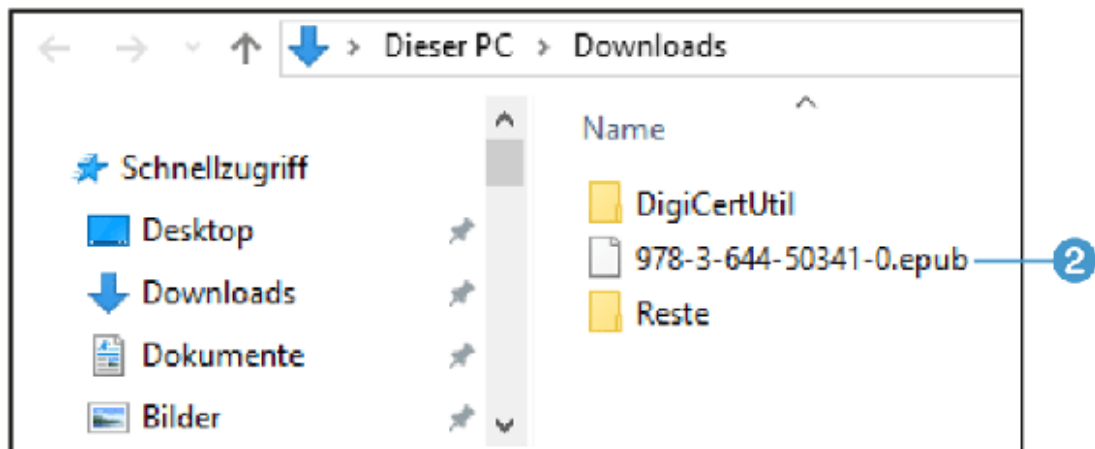 Dieser PC > Downloads
Name
Schnellzugriff
Desktop
Downloads
Dokumente
Bilder
DigiCertUtil
978-3-644-50341-0.epub
2
Reste